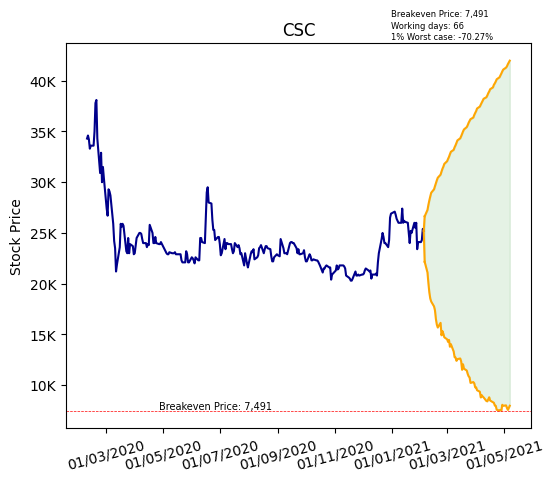 Breakeven Price: 7,491
Working days: 66
1% Worst case: -70.27%
CSC
Stock Price
40K
35K
30K
25K
20K
15K
10K
Breakeven Price: 7,491
01/03/2020
01/05/2020
01/07/2020
01/09/2020
01/11/2020
01/01/2021
01/03/2021
01/05/2021